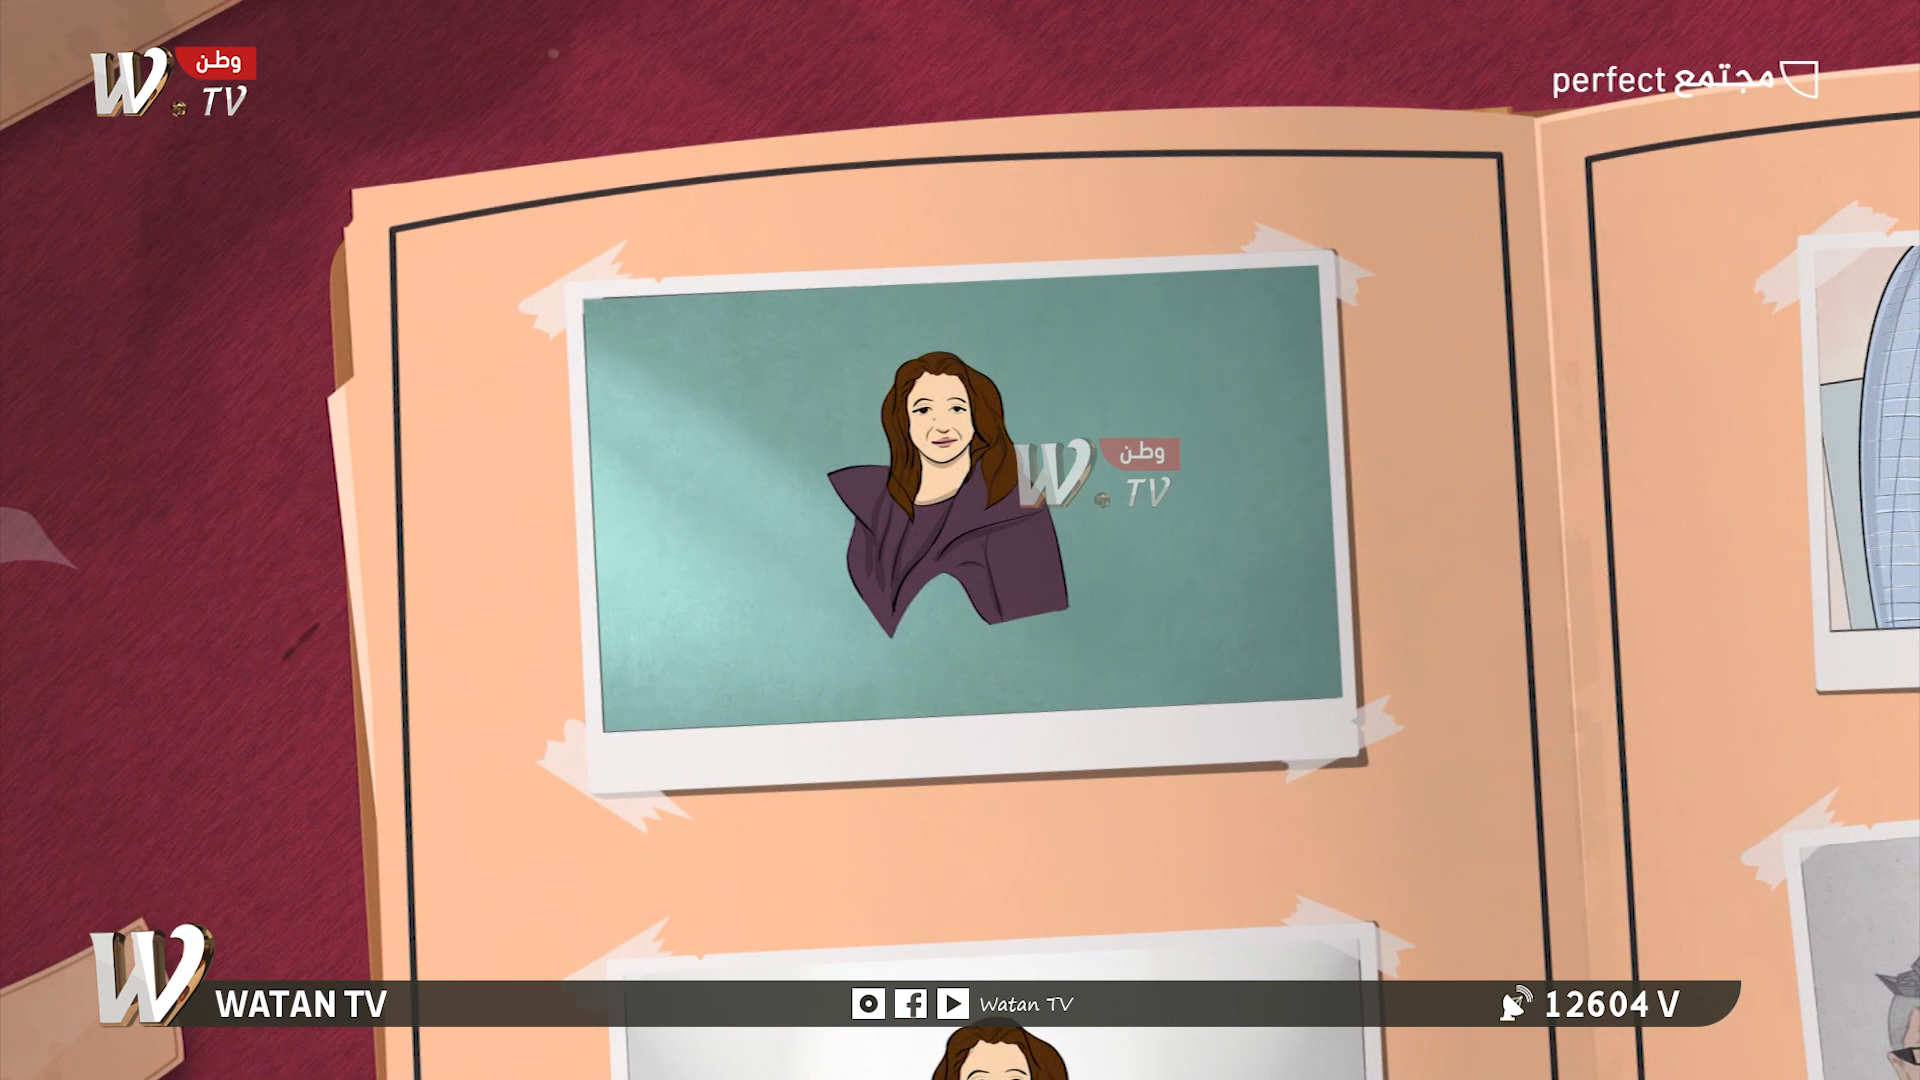 W وطن
. TV
مجتمع perfect
W وطن
. TV
W WATAN TV
Watan TV
12604 V